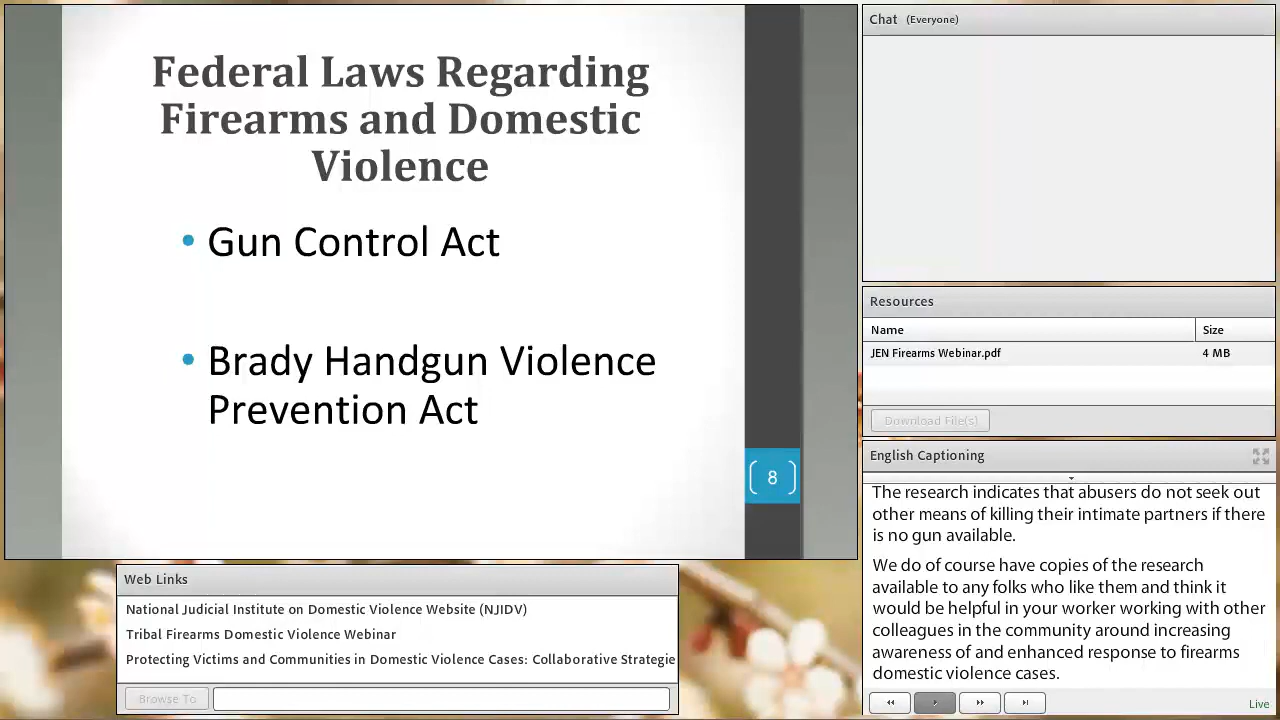 Federal Laws Regarding
Firearms and Domestic
Violence
• Gun Control Act
• Brady Handgun Violence
Prevention Act
8
Chat (Everyone)
Resources
Name Size
JEN Firearms Webinar.pdf 4 MB
Download File(s)
English Captioning
The research indicates that abusers do not seek out
other means of killing their intimate partners if there
is no gun available.
We do of course have copies of the research
available to any folks who like them and think it
would be helpful in your worker working with other
colleagues in the community around increasing
awareness of and enhanced response to firearms
domestic violence cases.
Live
Web Links
National Judicial Institute on Domestic Violence Website (NJIDV)
Tribal Firearms Domestic Violence Webinar
Protecting Victims and Communities in Domestic Violence Cases: Collaborative Strategie
Browse To